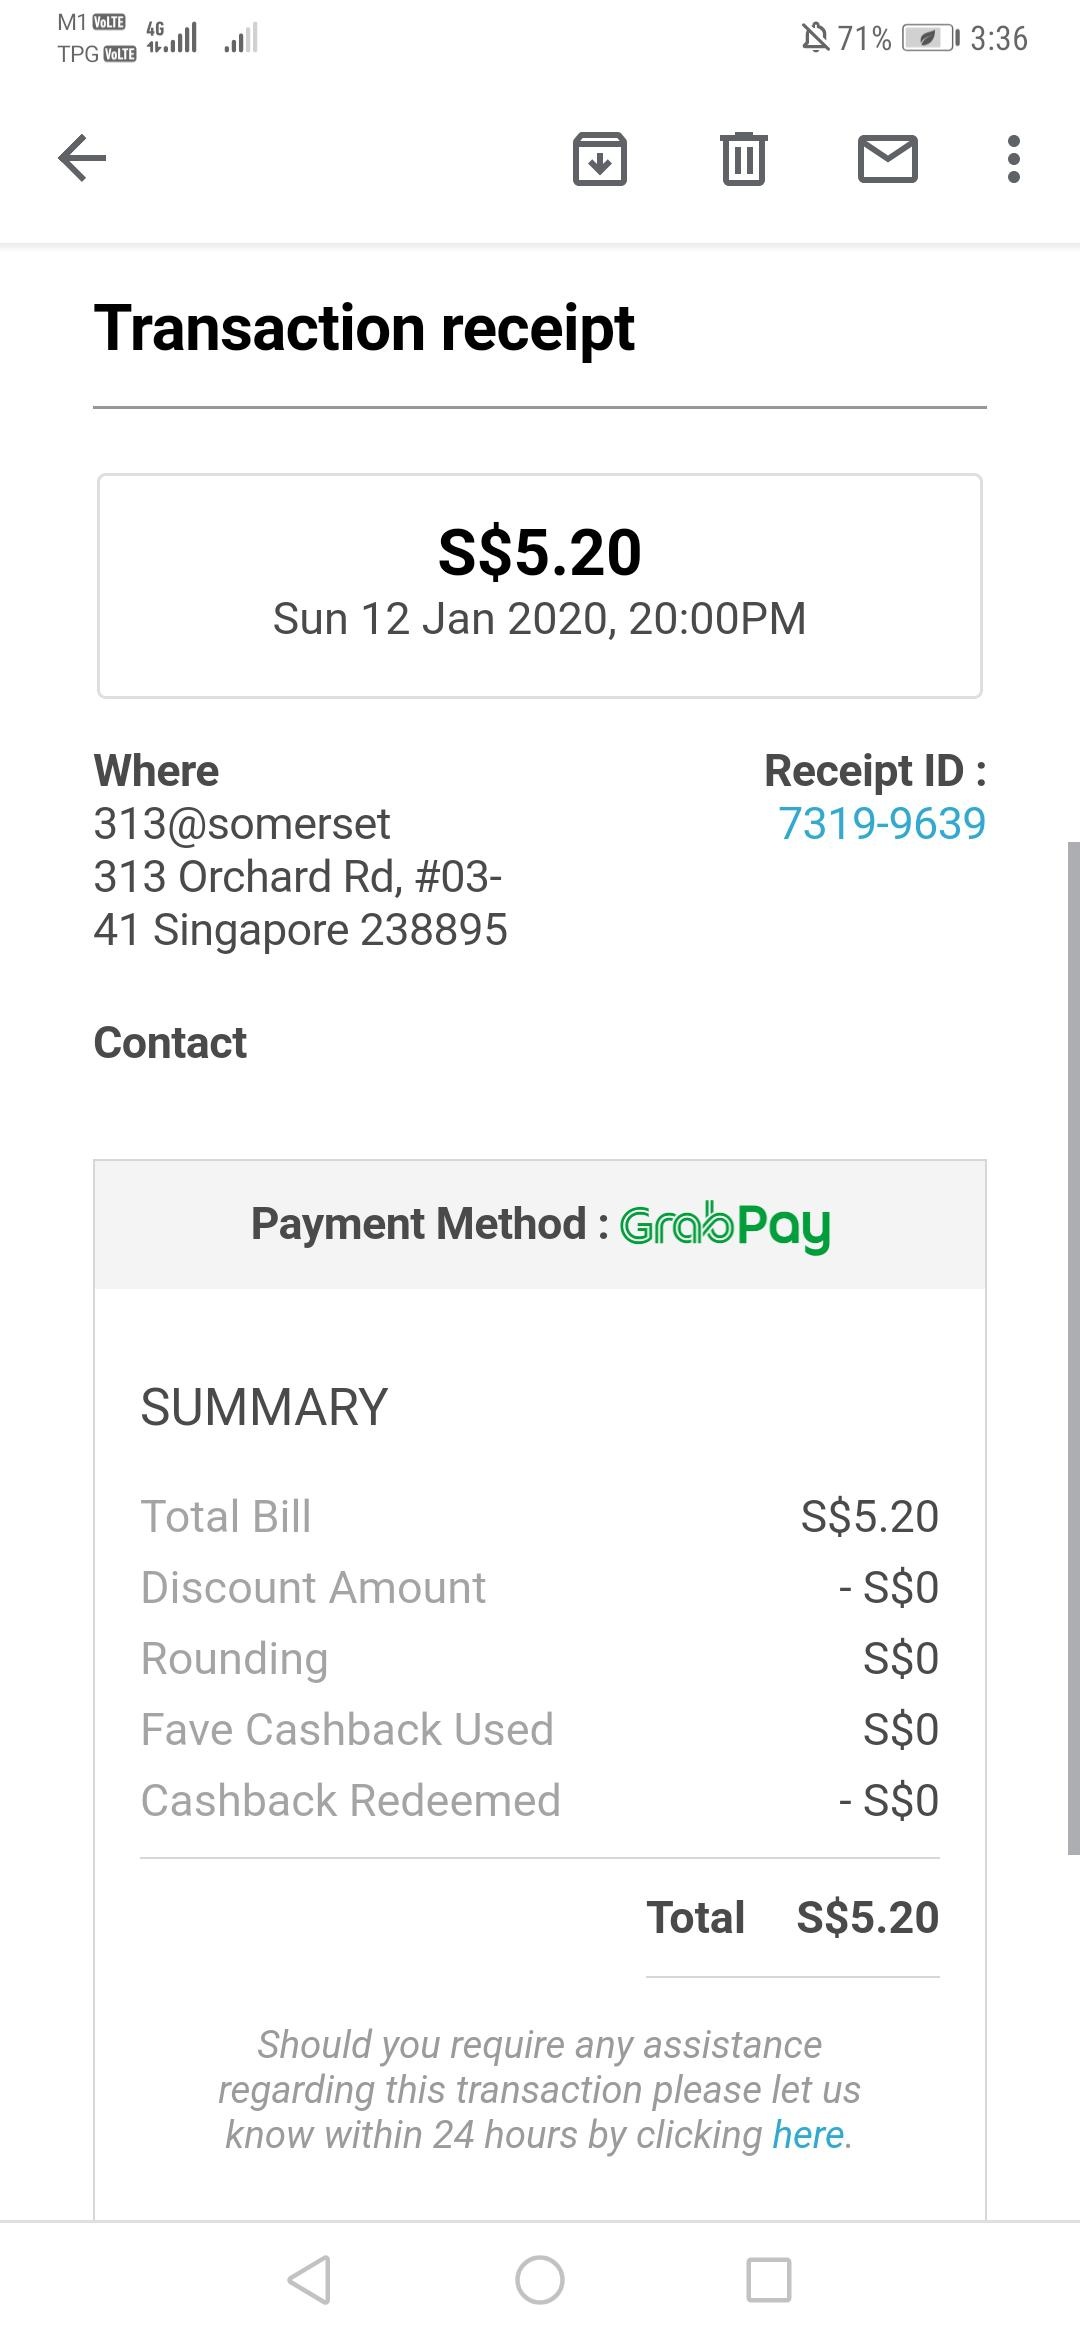 M1 VoLTE 4G
TPG VoLTE
71% 3:36
Transaction receipt
S$5.20
Sun 12 Jan 2020, 20:00PM
Where
313@somerset
313 Orchard Rd, #03-
41 Singapore 238895
Receipt ID :
7319-9639
Contact
Payment Method : GrabPay
SUMMARY
Total Bill S$5.20
Discount Amount - S$0
Rounding S$0
Fave Cashback Used S$0
Cashback Redeemed - S$0
Total S$5.20
Should you require any assistance
regarding this transaction please let us
know within 24 hours by clicking here.